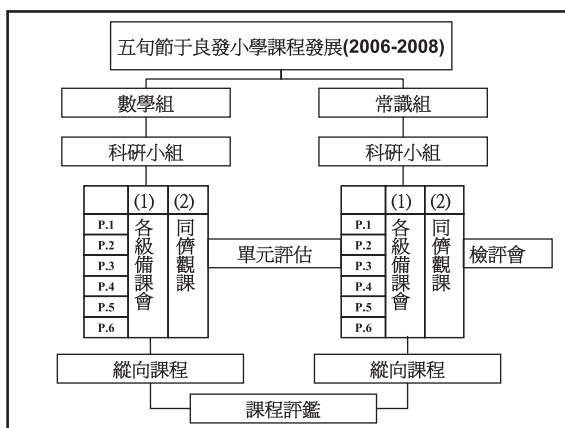 五旬節于良發小學課程發展(2006-2008)
數學組
常識組
科研小組
科研小組
(1) (2)
各級備課會
同儕觀課
P.1
P.2
P.3
P.4
P.5
P.6
單元評估
(1) (2)
各級備課會
同儕觀課
P.1
P.2
P.3
P.4
P.5
P.6
檢評會
縱向課程
縱向課程
課程評鑑